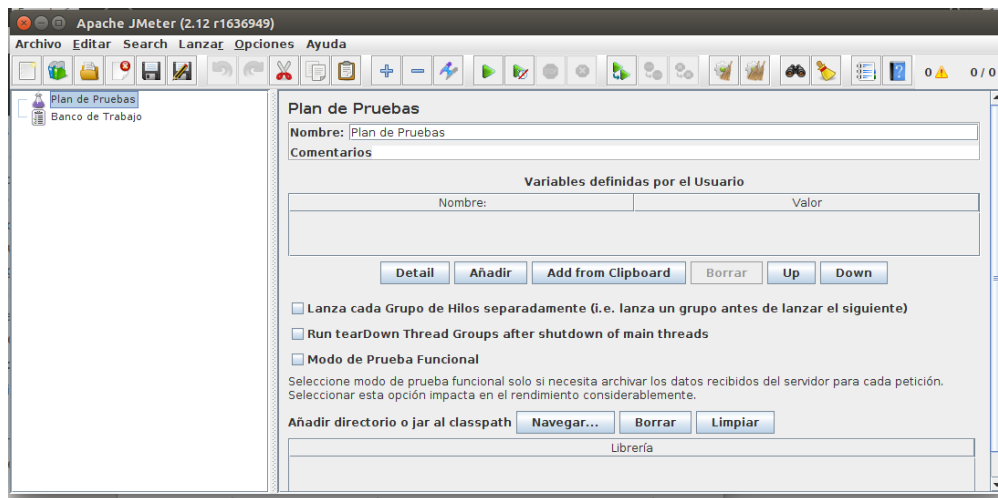 Apache JMeter (2.12 r1636949)
Archivo Editar Search Lanzar Opciones Ayuda
0 0 / 0
Plan de Pruebas
Banco de Trabajo
Plan de Pruebas
Nombre: Plan de Pruebas
Comentarios
Variables definidas por el Usuario
Nombre: Valor
Detail Añadir Add from Clipboard Borrar Up Down
Lanza cada Grupo de Hilos separadamente (i.e. lanza un grupo antes de lanzar el siguiente)
Run tearDown Thread Groups after shutdown of main threads
Modo de Prueba Funcional
Seleccione modo de prueba funcional solo si necesita archivar los datos recibidos del servidor para cada petición.
Seleccionar esta opción impacta en el rendimiento considerablemente.
Añadir directorio o jar al classpath Navegar... Borrar Limpiar
Librería